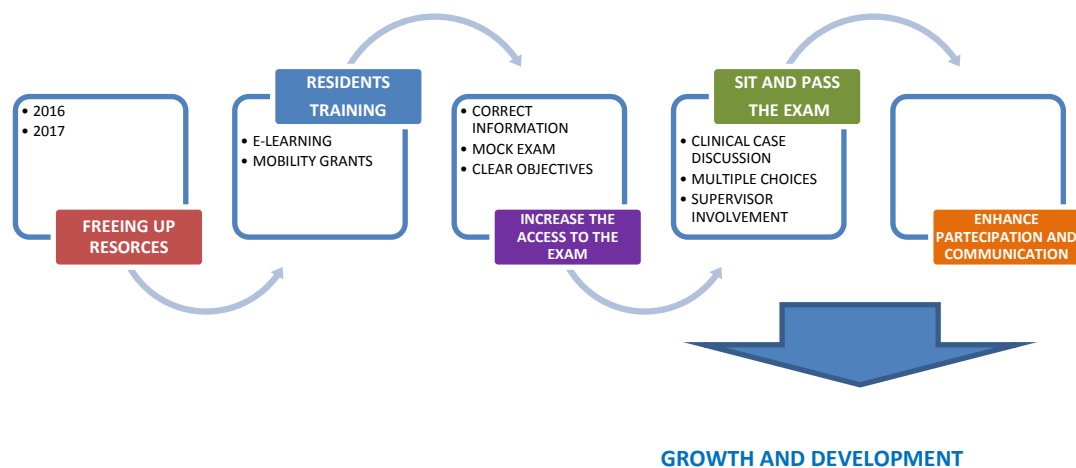 • 2016
• 2017
FREEING UP
RESORCES
RESIDENTS
TRAINING
• E-LEARNING
• MOBILITY GRANTS
• CORRECT
INFORMATION
• MOCK EXAM
• CLEAR OBJECTIVES
INCREASE THE
ACCESS TO THE
EXAM
SIT AND PASS
THE EXAM
• CLINICAL CASE
DISCUSSION
• MULTIPLE CHOICES
• SUPERVISOR
INVOLVEMENT
ENHANCE
PARTECIPATION AND
COMMUNICATION
GROWTH AND DEVELOPMENT